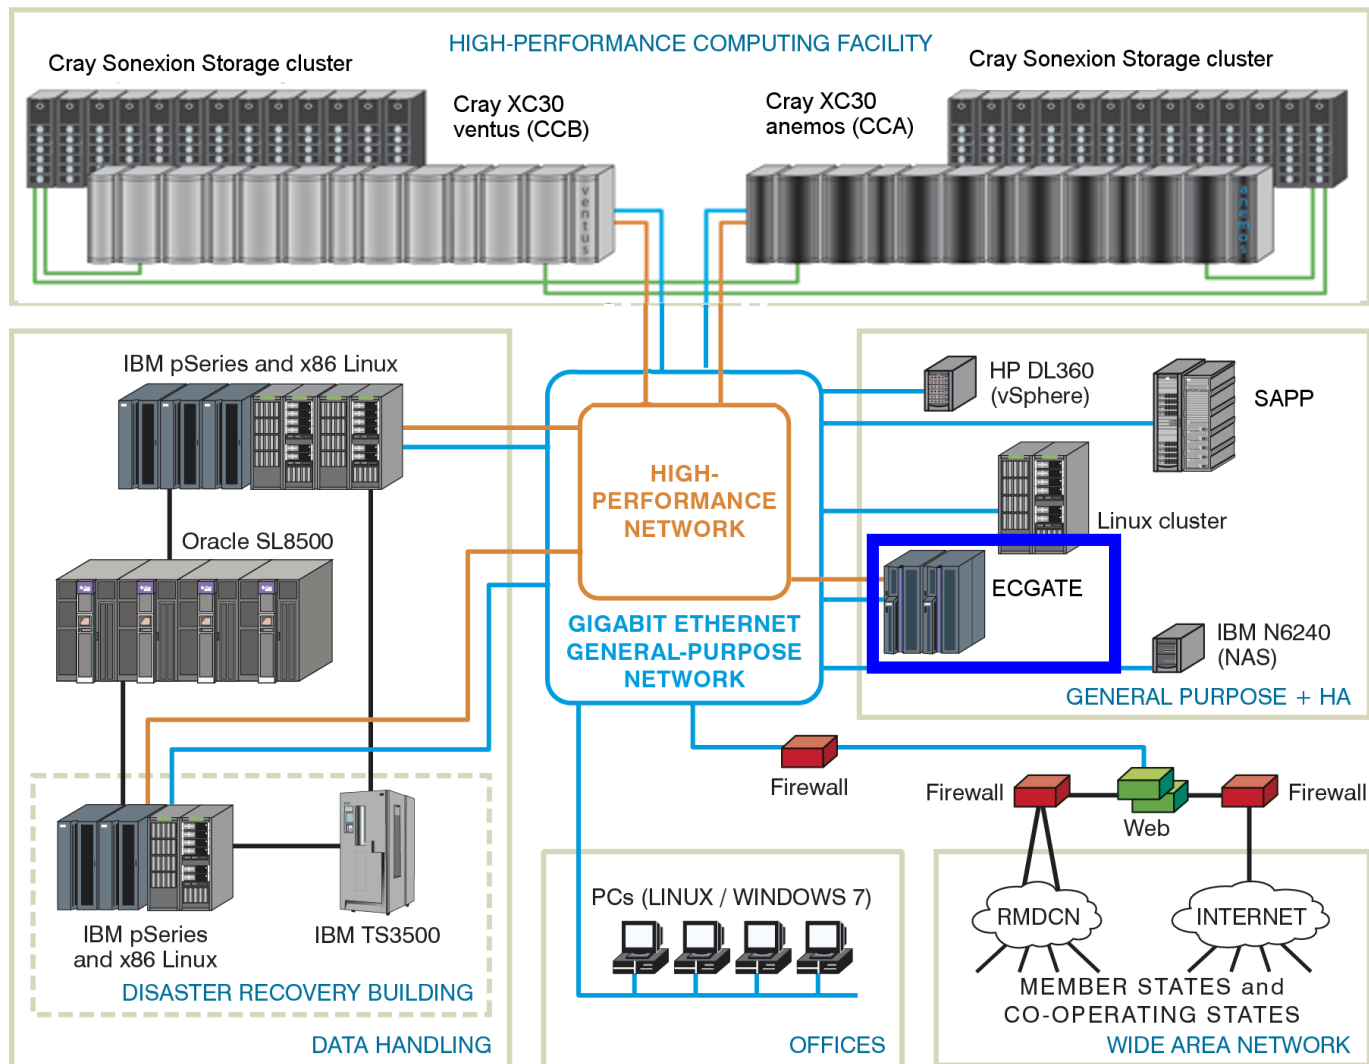 HIGH-PERFORMANCE COMPUTING FACILITY
Cray Sonexion Storage cluster
Cray Sonexion Storage cluster
Cray XC30
ventus (CCB)
Cray XC30
anemos (CCA)
ventus
anemos
IBM pSeries and x86 Linux
HP DL360
(vSphere)
SAPP
HIGH-
PERFORMANCE
NETWORK
Linux cluster
Oracle SL8500
ECGATE
GIGABIT ETHERNET
GENERAL-PURPOSE
NETWORK
IBM N6240
(NAS)
GENERAL PURPOSE + HA
Firewall
Firewall
Web
Firewall
IBM pSeries
and x86 Linux
IBM TS3500
DISASTER RECOVERY BUILDING
DATA HANDLING
PCs (LINUX / WINDOWS 7)
OFFICES
RMDCN
INTERNET
MEMBER STATES and
CO-OPERATING STATES
WIDE AREA NETWORK